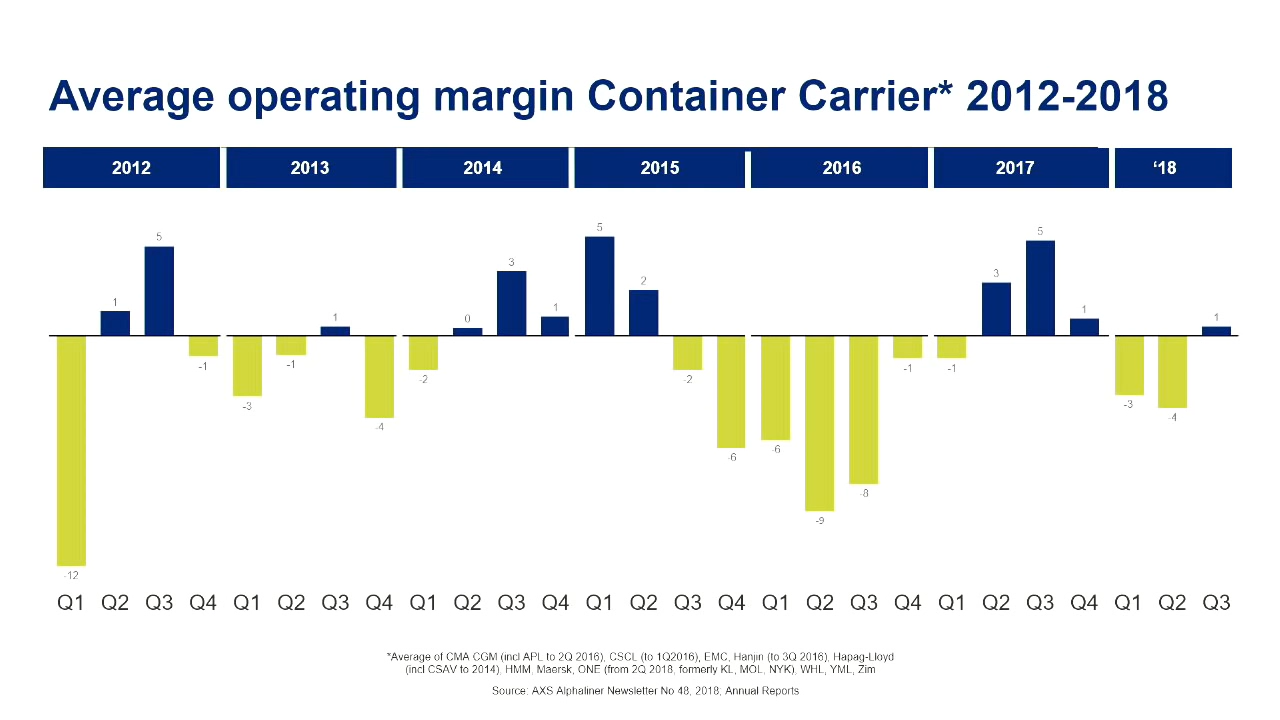 Average operating margin Container Carrier* 2012-2018
2012 2013 2014 2015 2016 2017 ‘18
-12 1 5 -1 -3 -1 1 -4 -2 0 3 1 5 2 -2 -6 -6 -9 -8 -1 -1 3 5 1 -3 -4 1
Q1 Q2 Q3 Q4 Q1 Q2 Q3 Q4 Q1 Q2 Q3 Q4 Q1 Q2 Q3 Q4 Q1 Q2 Q3 Q4 Q1 Q2 Q3 Q4 Q1 Q2 Q3
*Average of CMA CGM (incl APL to 2Q 2016), CSCL (to 1Q2016), EMC, Hanjin (to 3Q 2016), Hapag-Lloyd
(incl CSAV to 2014), HMM, Maersk, ONE (from 2Q 2018, formerly KL, MOL, NYK), WHL, YML, Zim
Source: AXS Alphaliner Newsletter No 48, 2018; Annual Reports